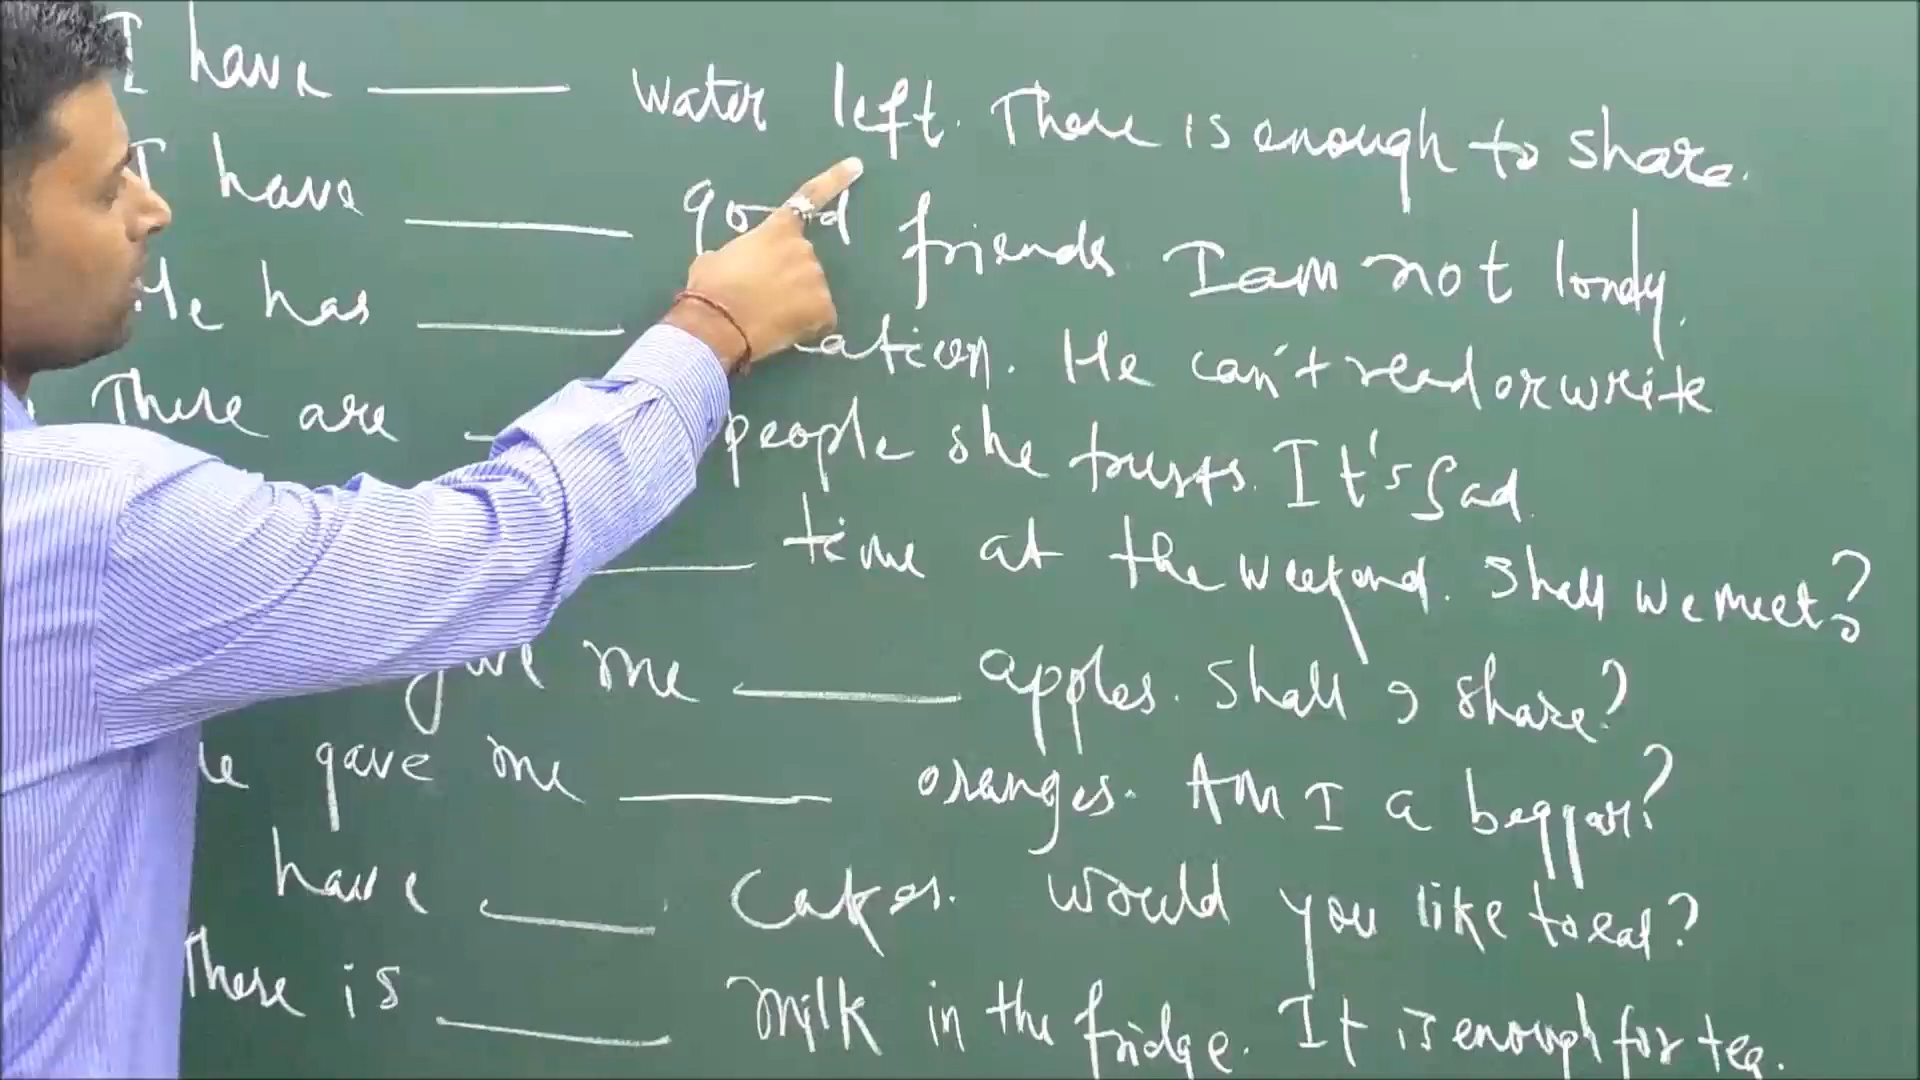 I have ______ water left. There is enough to share.
I have ______ good friends. I am not lonely.
He has ______ ation. He can't read or write
There are ______ people she trusts. It's sad.
______ time at the weekend. Shall we meet?
give me ______ apples. Shall I share?
He gave me ______ oranges. Am I a beggar?
have ______ cakes. Would you like to eat?
There is ______ milk in the fridge. It is enough for tea.